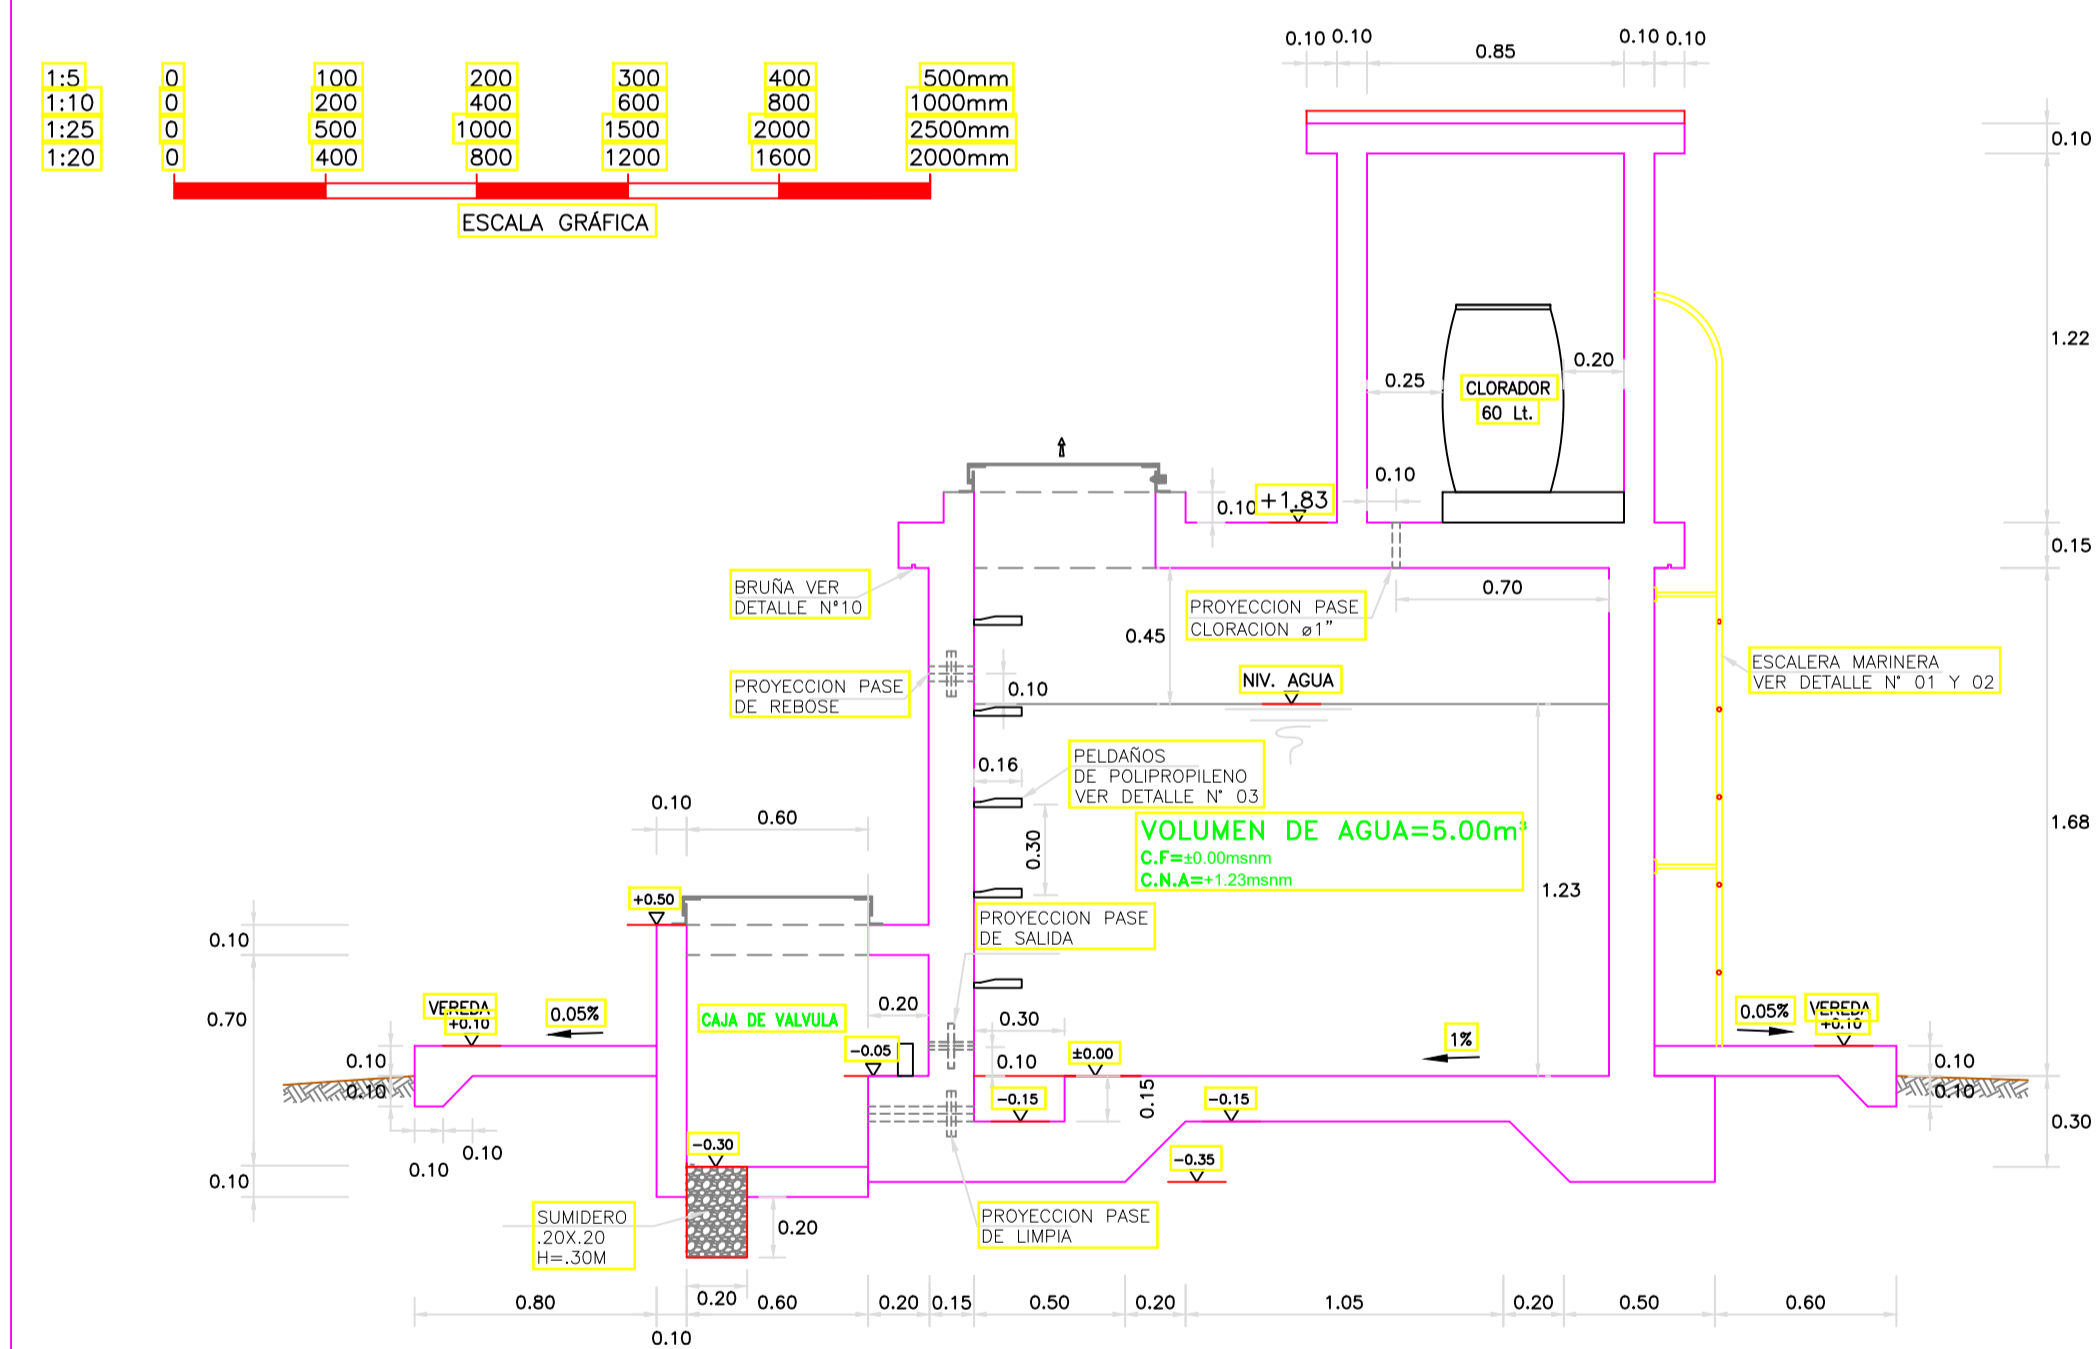 0.10 0.10 0.85 0.10 0.10
1:5 0 100 200 300 400 500mm
1:10 0 200 400 600 800 1000mm
1:25 0 500 1000 1500 2000 2500mm
1:20 0 400 800 1200 1600 2000mm
ESCALA GRÁFICA
0.10
1.22
0.20
0.25
CLORADOR
60 Lt.
0.10
0.10
+1.83
0.15
BRUÑA VER
DETALLE N°10
0.70
PROYECCION PASE
CLORACION ø1"
0.45
ESCALERA MARINERA
VER DETALLE N° 01 Y 02
PROYECCION PASE
DE REBOSE
0.10
NIV. AGUA
0.16
PELDAÑOS
DE POLIPROPILENO
VER DETALLE N° 03
0.10
0.60
0.30
VOLUMEN DE AGUA=5.00m³
C.F=±0.00msnm
C.N.A=+1.23msnm
1.68
1.23
+0.50
PROYECCION PASE
DE SALIDA
0.10
0.70
VEREDA
+0.10
0.05%
CAJA DE VALVULA
0.20
0.30
0.05%
VEREDA
+0.10
1%
-0.05
0.10
±0.00
0.10
0.10
0.10
0.10
-0.15
0.15
-0.15
0.30
0.10
0.10
-0.30
-0.35
0.10
SUMIDERO
.20X.20
H=.30M
0.20
PROYECCION PASE
DE LIMPIA
0.80 0.20 0.60 0.20 0.15 0.50 0.20 1.05 0.20 0.50 0.60
0.10